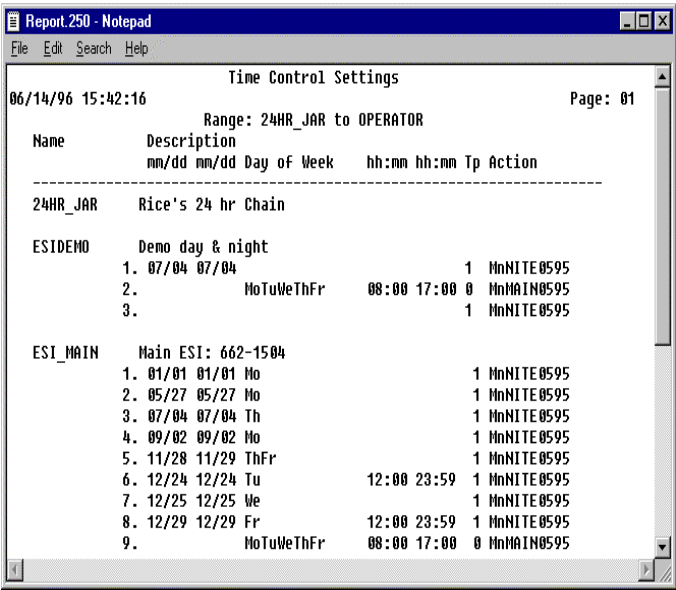 Report.250 - Notepad
File Edit Search Help
Time Control Settings
06/14/96 15:42:16 Page: 01
Range: 24HR_JAR to OPERATOR
Name Description
mm/dd mm/dd Day of Week hh:mm hh:mm Tp Action
--------------------------------------------------------------------
24HR_JAR Rice's 24 hr Chain
ESIDEMO Demo day & night
1. 07/04 07/04 1 MnNITE0595
2. MoTuWeThFr 08:00 17:00 0 MnMAIN0595
3. 1 MnNITE0595
ESI_MAIN Main ESI: 662-1504
1. 01/01 01/01 Mo 1 MnNITE0595
2. 05/27 05/27 Mo 1 MnNITE0595
3. 07/04 07/04 Th 1 MnNITE0595
4. 09/02 09/02 Mo 1 MnNITE0595
5. 11/28 11/29 ThFr 1 MnNITE0595
6. 12/24 12/24 Tu 12:00 23:59 1 MnNITE0595
7. 12/25 12/25 We 1 MnNITE0595
8. 12/29 12/29 Fr 12:00 23:59 1 MnNITE0595
9. MoTuWeThFr 08:00 17:00 0 MnMAIN0595